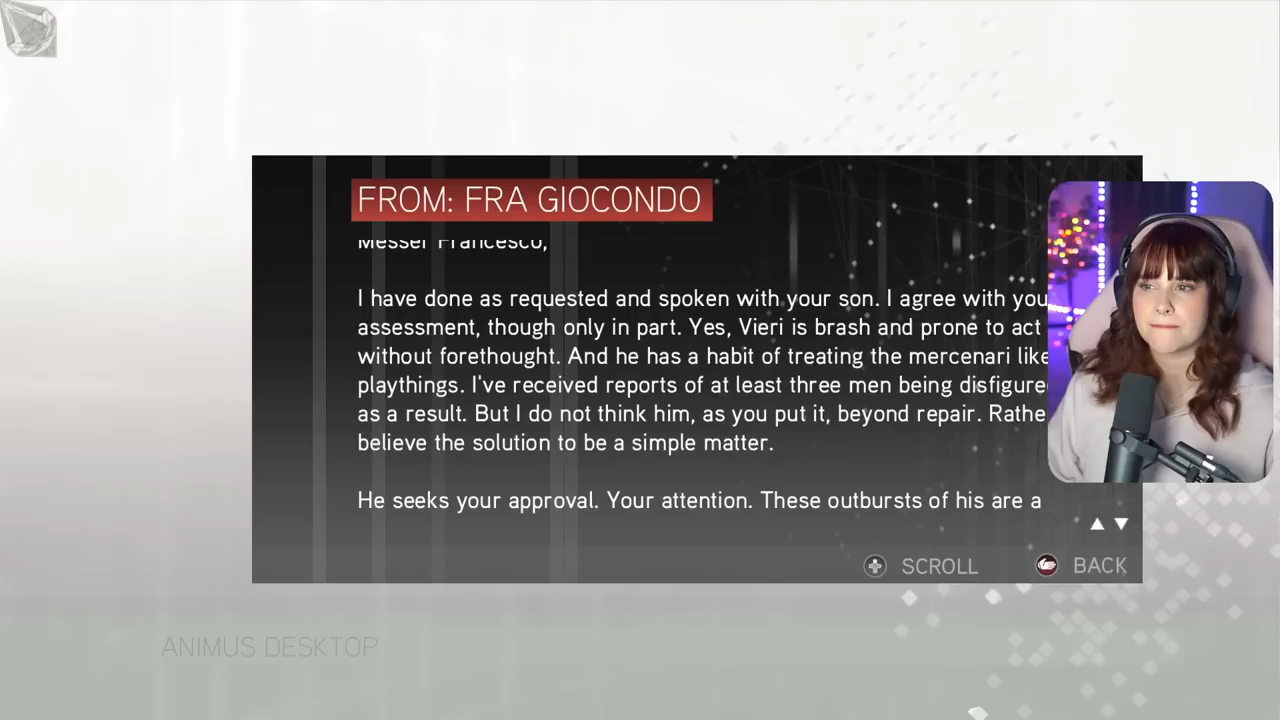 FROM: FRA GIOCONDO
Messer Francesco,
I have done as requested and spoken with your son. I agree with
assessment, though only in part. Yes, Vieri is brash and prone to act
without forethought. And he has a habit of treating the mercenari like
playthings. I've received reports of at least three men being
as a result. But I do not think him, as you put it, beyond repair.
believe the solution to be a simple matter.
He seeks your approval. Your attention. These outbursts of his are a
SCROLL BACK
ANIMUS DESKTOP